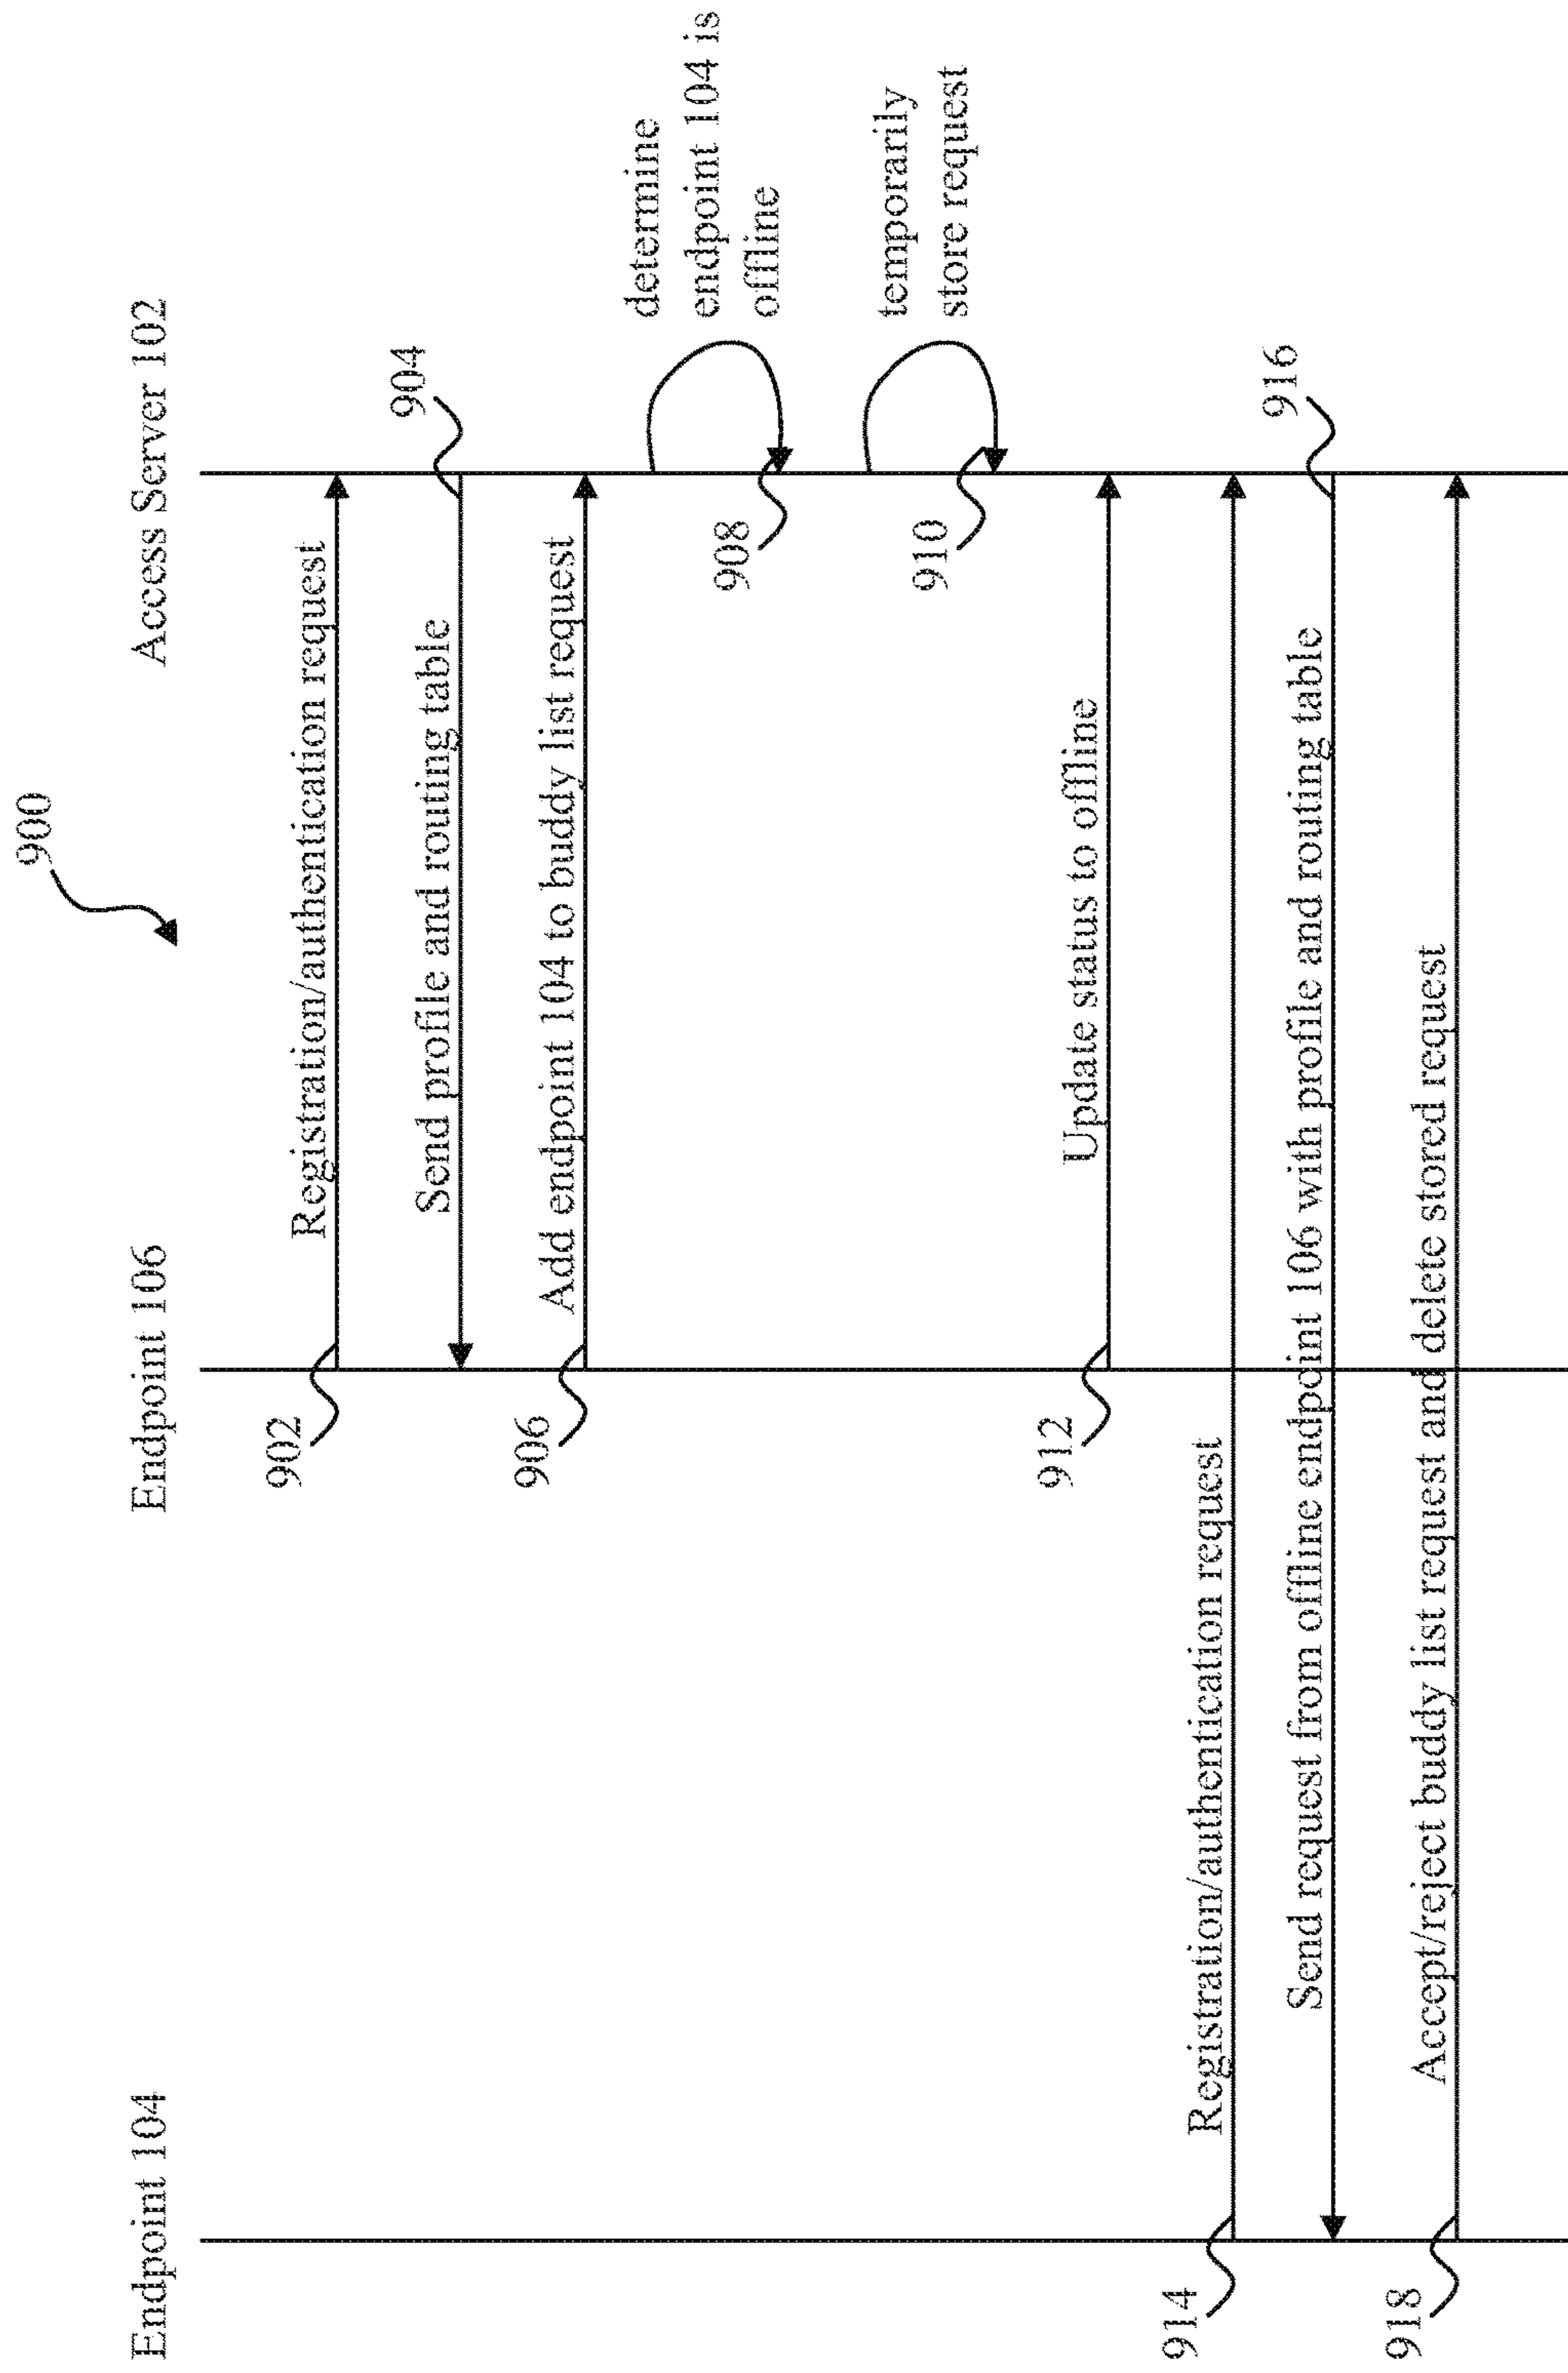 900
Endpoint 104
Endpoint 106
Access Server 102
902
Registration/authentication request
904
Send profile and routing table
906
Add endpoint 104 to buddy list request
determine
endpoint 104 is
offline
908
temporarily
store request
910
912
Update status to offline
914
Registration/authentication request
916
Send request from offline endpoint 106 with profile and routing table
918
Accept/reject buddy list request and delete stored request